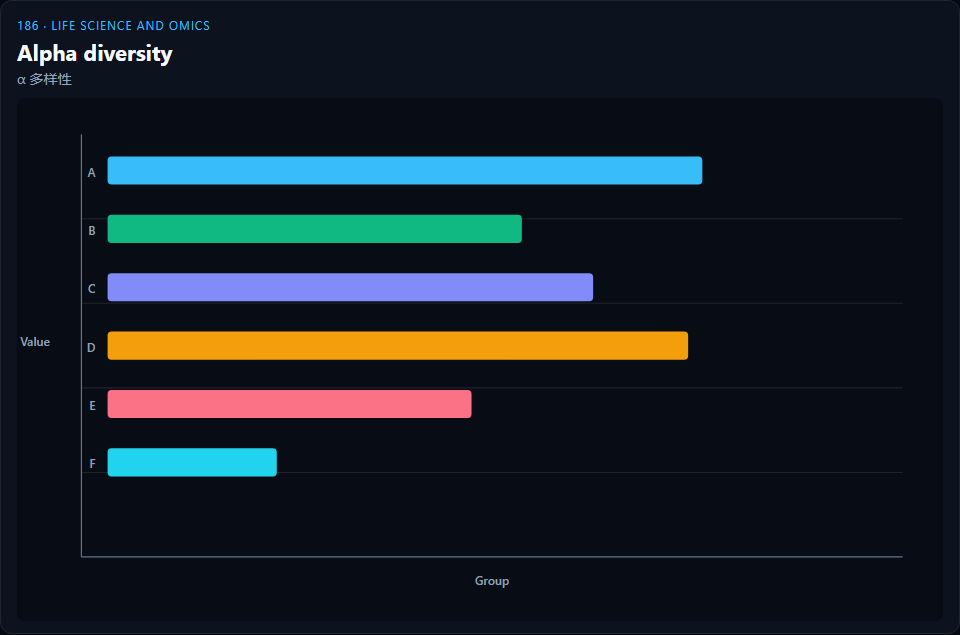 186 · LIFE SCIENCE AND OMICS
Alpha diversity
α 多样性
A
B
C
Value
D
E
F
Group